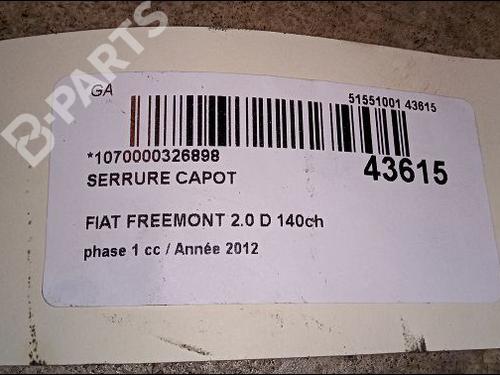 B-PARTS
GA
51551001 43615
*1070000326898
43615
SERRURE CAPOT
FIAT FREEMONT 2.0 D 140ch
phase 1 cc / Année 2012